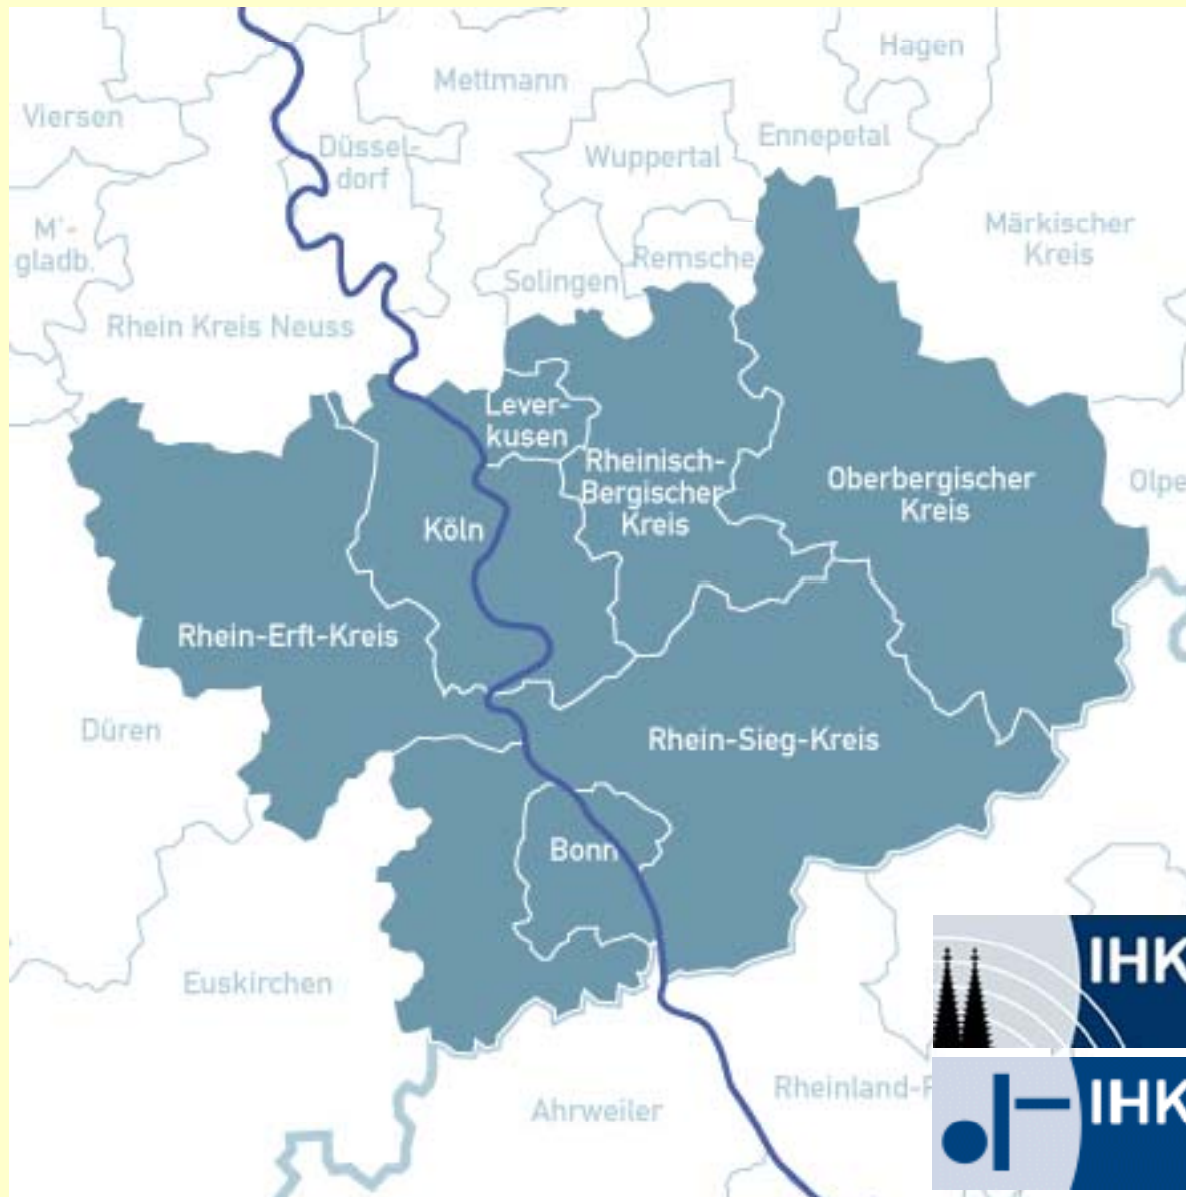 Hagen
Mettmann
Viersen
Ennepetal
Düssel-
dorf
Wuppertal
M'-
gladb.
Märkischer
Kreis
Remsche
Solingen
Rhein Kreis Neuss
Lever-
kusen
Rheinisch-
Bergischer
Kreis
Oberbergischer
Kreis
Olpe
Köln
Rhein-Erft-Kreis
Düren
Rhein-Sieg-Kreis
Bonn
Euskirchen
IHK
Rheinland-
Ahrweiler
IHK